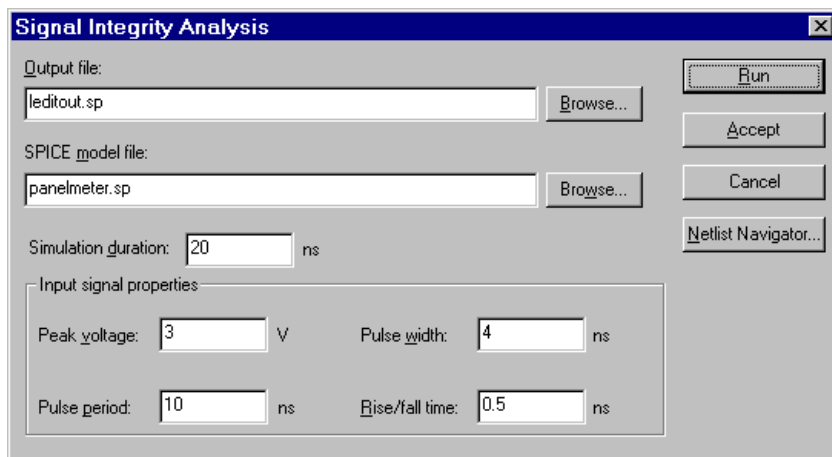 Signal Integrity Analysis
Output file:
leditout.sp
Browse...
SPICE model file:
panelmeter.sp
Browse...
Simulation duration: 20 ns
Input signal properties
Peak voltage: 3 V
Pulse width: 4 ns
Pulse period: 10 ns
Rise/fall time: 0.5 ns
Run
Accept
Cancel
Netlist Navigator...